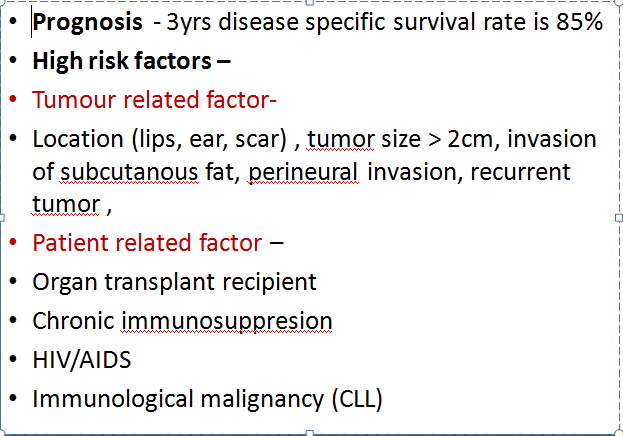 • Prognosis - 3yrs disease specific survival rate is 85%
• High risk factors –
• Tumour related factor-
• Location (lips, ear, scar) , tumor size > 2cm, invasion
of subcutanous fat, perineural invasion, recurrent
tumor ,
• Patient related factor –
• Organ transplant recipient
• Chronic immunosuppresion
• HIV/AIDS
• Immunological malignancy (CLL)